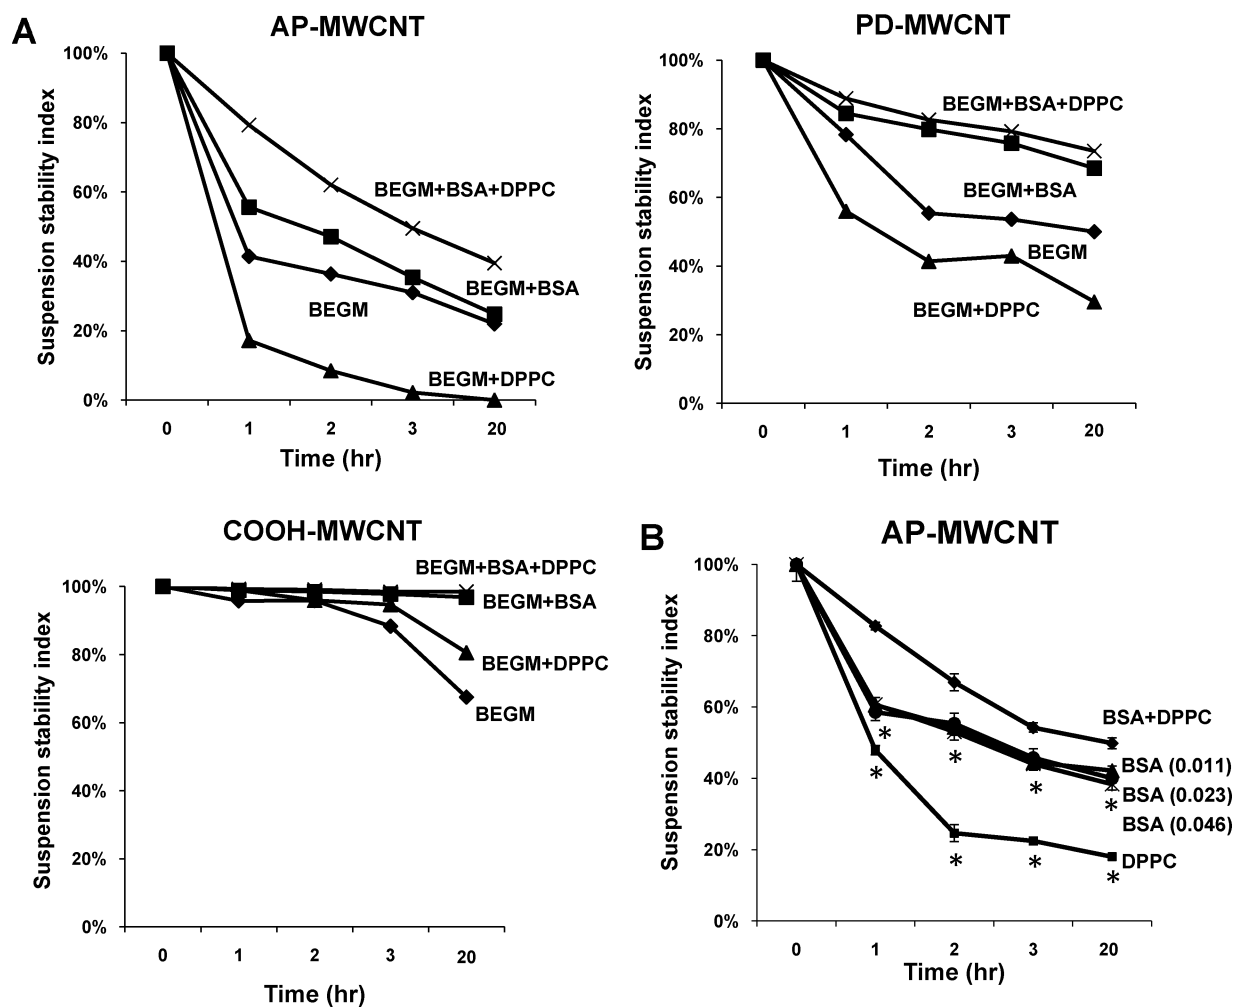 A
AP-MWCNT
Suspension stability index
100%
80%
60%
40%
20%
0%
BEGM+BSA+DPPC
BEGM+BSA
BEGM
BEGM+DPPC
0 1 2 3 20
Time (hr)
PD-MWCNT
Suspension stability index
100%
80%
60%
40%
20%
0%
BEGM+BSA+DPPC
BEGM+BSA
BEGM
BEGM+DPPC
0 1 2 3 20
Time (hr)
COOH-MWCNT
Suspension stability index
100%
80%
60%
40%
20%
0%
BEGM+BSA+DPPC
BEGM+BSA
BEGM+DPPC
BEGM
0 1 2 3 20
Time (hr)
B
AP-MWCNT
Suspension stability index
100%
80%
60%
40%
20%
0%
BSA+DPPC
BSA (0.011)
BSA (0.023)
BSA (0.046)
DPPC
*
*
*
*
*
*
*
*
0 1 2 3 20
Time (hr)